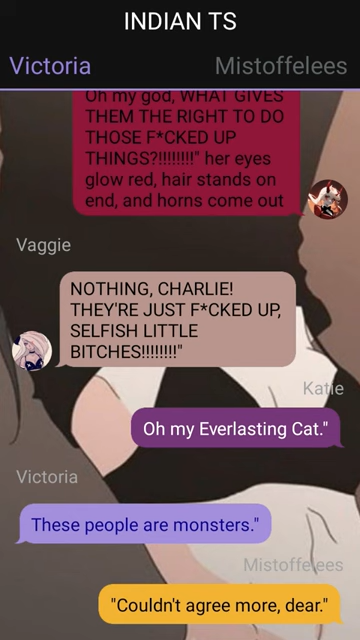 INDIAN TS
Victoria
Mistoffelees
Oh my god, WHAT GIVES
THEM THE RIGHT TO DO
THOSE F*CKED UP
THINGS?!!!!!!!!" her eyes
glow red, hair stands on
end, and horns come out
Vaggie
NOTHING, CHARLIE!
THEY'RE JUST F*CKED UP,
SELFISH LITTLE
BITCHES!!!!!!!!"
Katie
Oh my Everlasting Cat."
Victoria
These people are monsters."
Mistoffelees
"Couldn't agree more, dear."